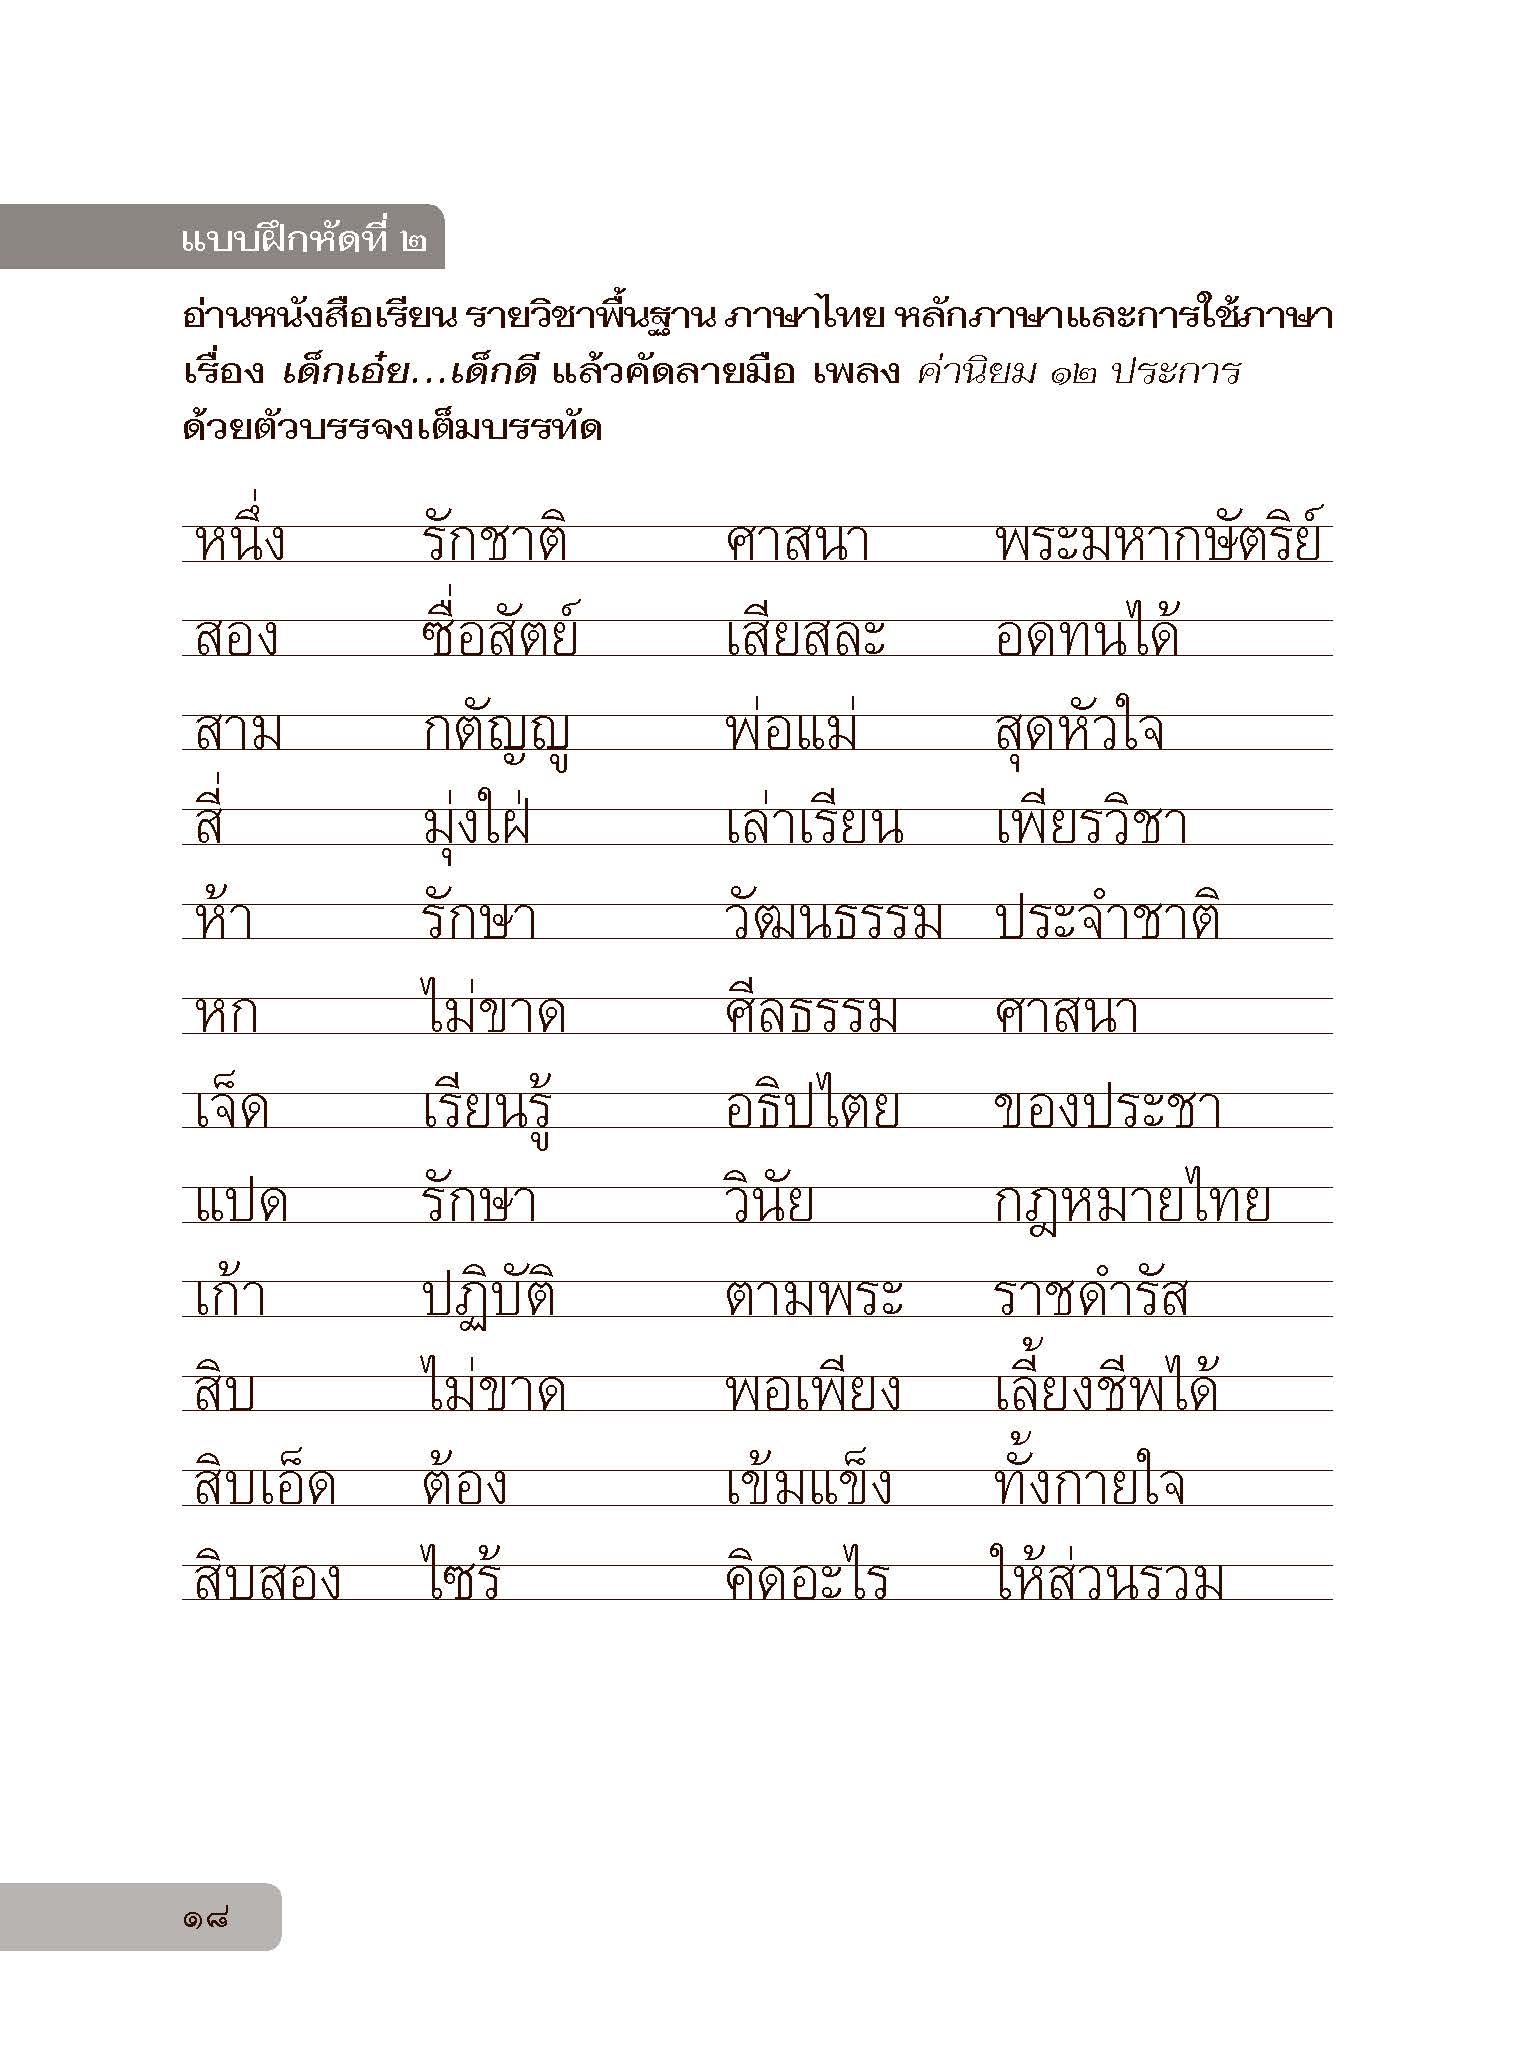 แบบฝึกหัดที่ ๒
อ่านหนังสือเรียน รายวิชาพื้นฐาน ภาษาไทย หลักภาษาและการใช้ภาษา
เรื่อง เด็กเอ๋ย...เด็กดี แล้วคัดลายมือ เพลง ค่านิยม ๑๒ ประการ
ด้วยตัวบรรจงเต็มบรรทัด
หนึ่ง รักชาติ ศาสนา พระมหากษัตริย์
สอง ซื่อสัตย์ เสียสละ อดทนได้
สาม กตัญญู พ่อแม่ สุดหัวใจ
สี่ มุ่งใฝ่ เล่าเรียน เพียรวิชา
ห้า รักษา วัฒนธรรม ประจำชาติ
หก ไม่ขาด ศีลธรรม ศาสนา
เจ็ด เรียนรู้ อธิปไตย ของประชา
แปด รักษา วินัย กฎหมายไทย
เก้า ปฏิบัติ ตามพระ ราชดำรัส
สิบ ไม่ขาด พอเพียง เลี้ยงชีพได้
สิบเอ็ด ต้อง เข้มแข็ง ทั้งกายใจ
สิบสอง ไซร้ คิดอะไร ให้ส่วนรวม
๑๘